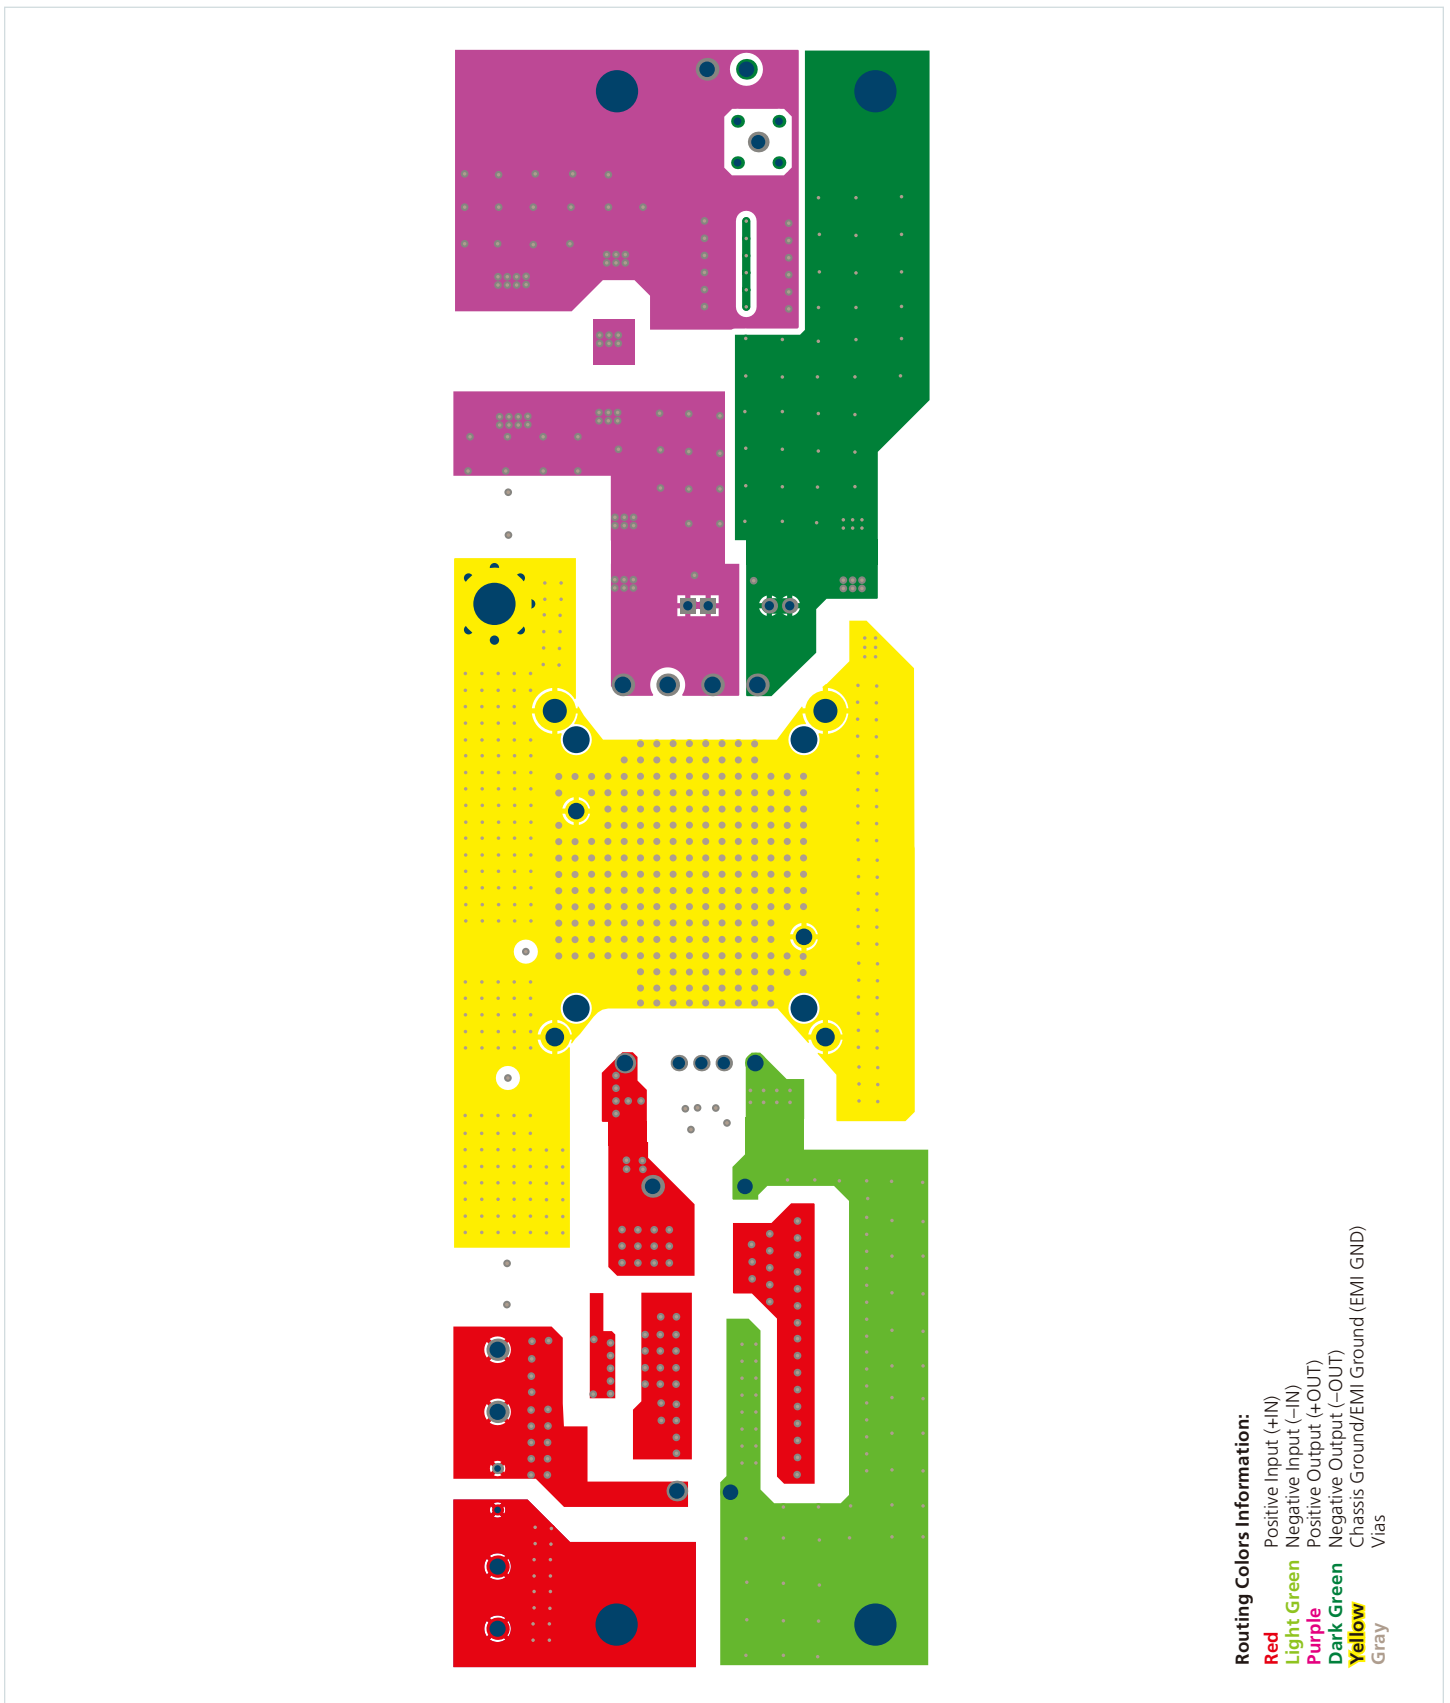 Routing Colors Information:
Red Positive Input (+IN)
Light Green Negative Input (−IN)
Purple Positive Output (+OUT)
Dark Green Negative Output (−OUT)
Yellow Chassis Ground/EMI Ground (EMI GND)
Gray Vias